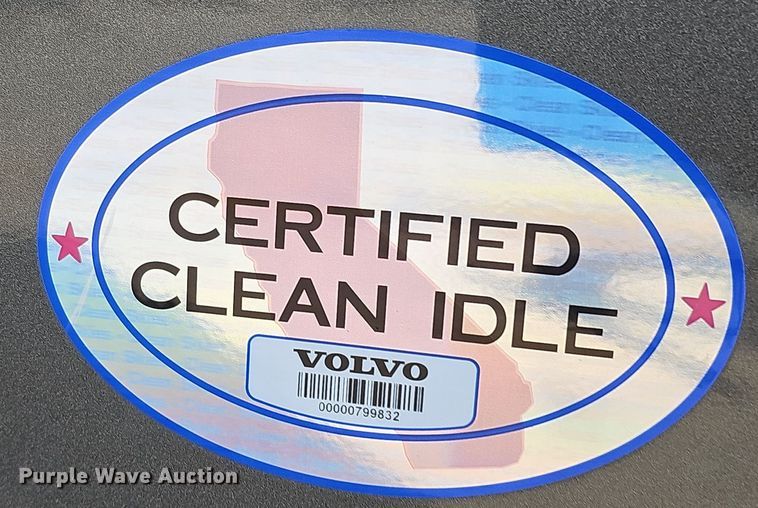 CERTIFIED
CLEAN IDLE
VOLVO
00000799832
Purple Wave Auction